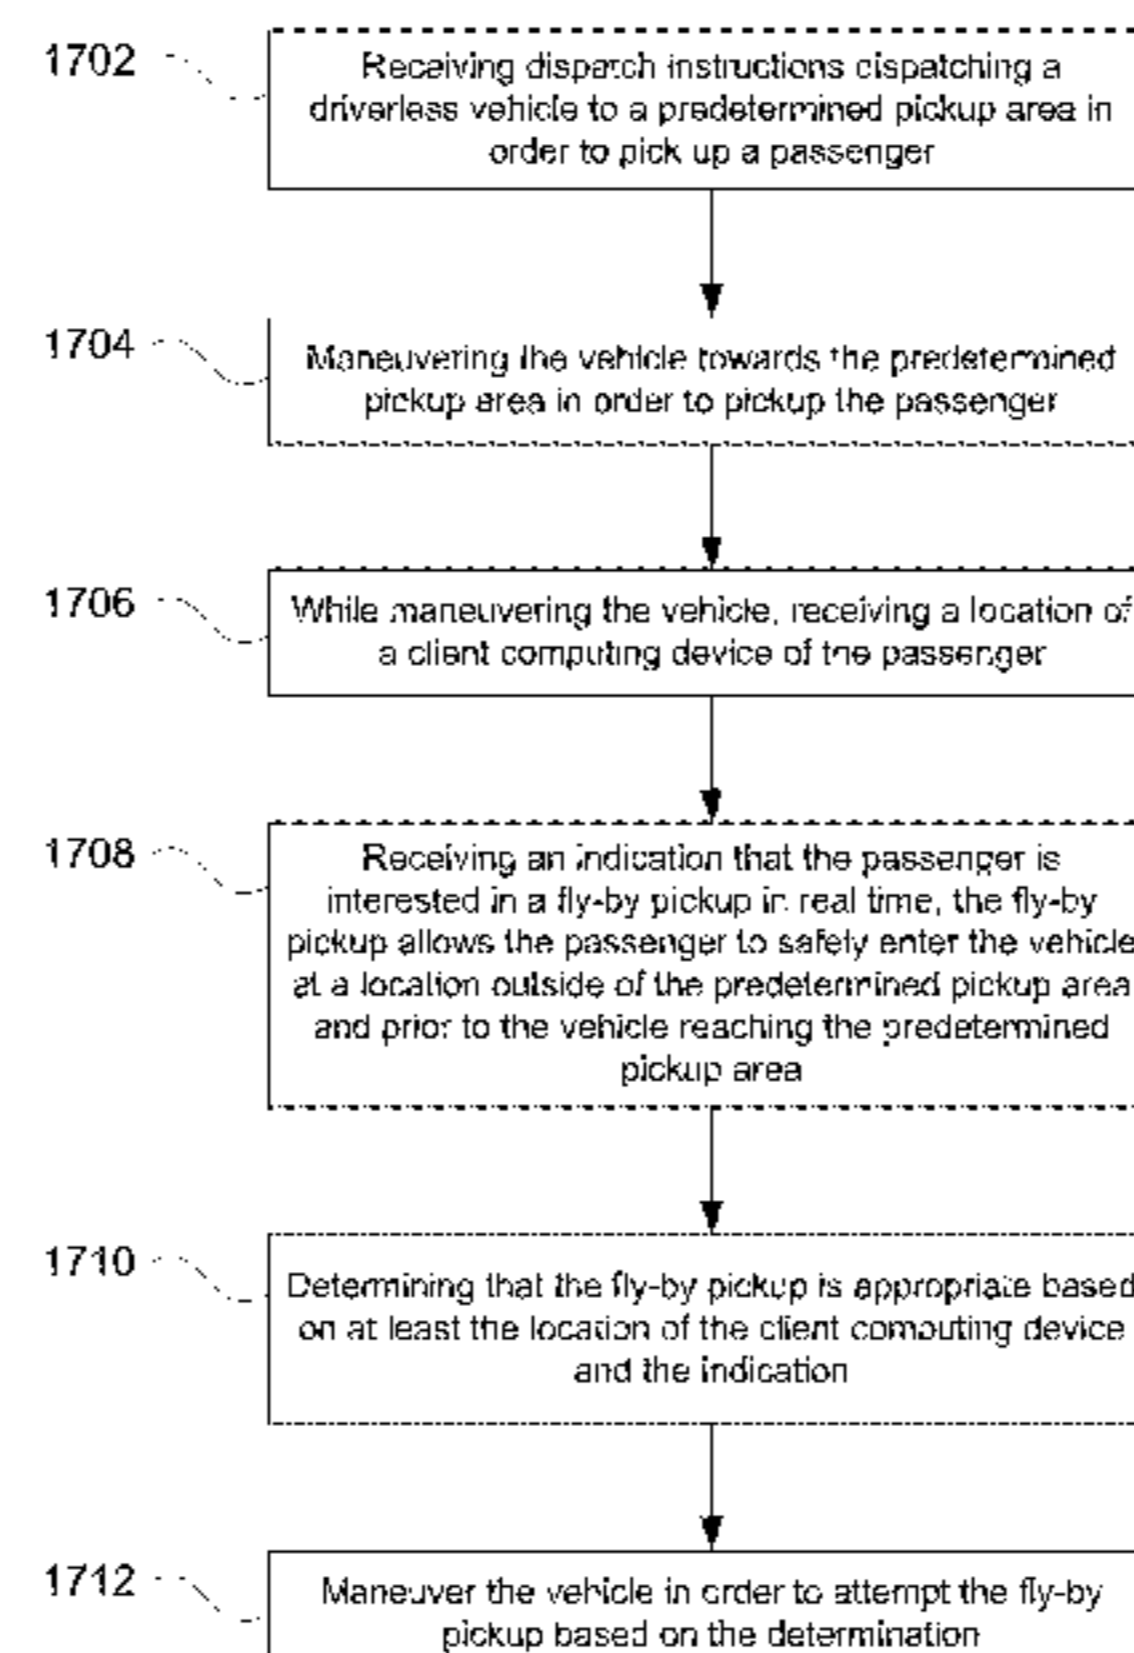 1702
Receiving dispatch instructions dispatching a
driverless vehicle to a predetermined pickup area in
order to pick up a passenger
1704
Maneuvering the vehicle towards the predetermined
pickup area in order to pickup the passenger
1706
While maneuvering the vehicle, receiving a location of
a client computing device of the passenger
1708
Receiving an indication that the passenger is
interested in a fly-by pickup in real time, the fly-by
pickup allows the passenger to safely enter the vehicle
at a location outside of the predetermined pickup area
and prior to the vehicle reaching the predetermined
pickup area
1710
Determining that the fly-by pickup is appropriate based
on at least the location of the client computing device
and the indication
1712
Maneuver the vehicle in order to attempt the fly-by
pickup based on the determination